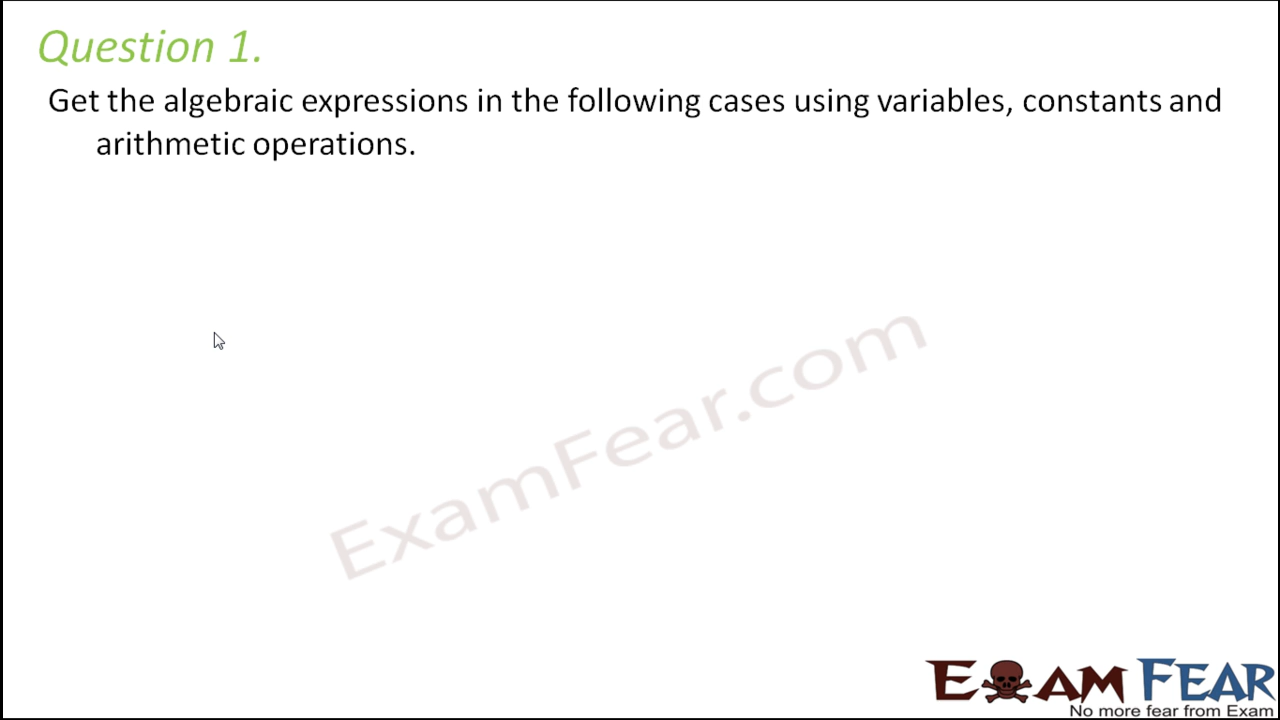 Question 1.
Get the algebraic expressions in the following cases using variables, constants and
arithmetic operations.
ExamFear.com
EXAM FEAR
No more fear from Exam